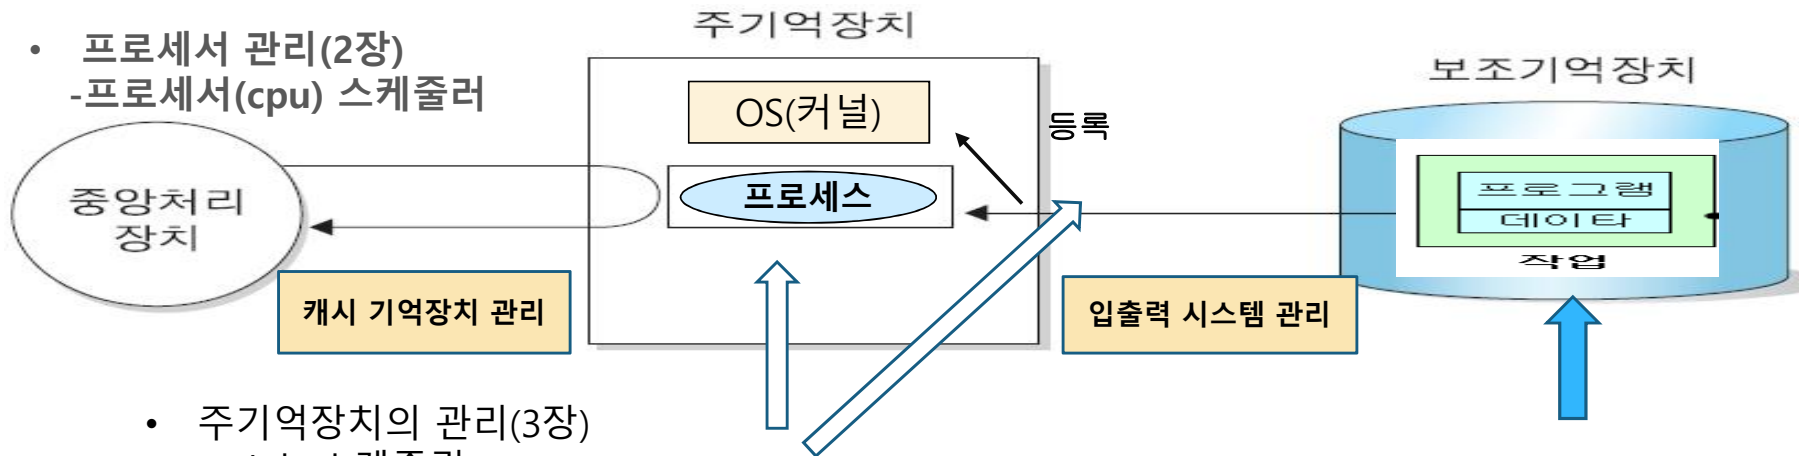 • 프로세서 관리(2장)
-프로세서(cpu) 스케줄러
주기억장치
보조기억장치
OS(커널)
등록
프로세스
중앙처리
장치
프로그램
데이타
작업
캐시 기억장치 관리
입출력 시스템 관리
• 주기억장치의 관리(3장)